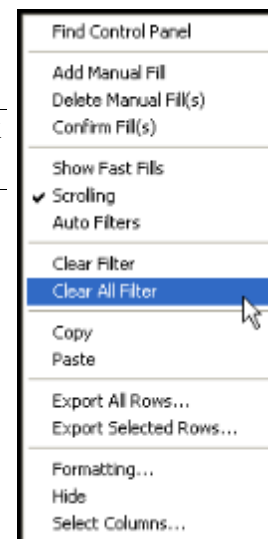 Find Control Panel
Add Manual Fill
Delete Manual Fill(s)
Confirm Fill(s)
Show Fast Fills
Scrolling
Auto Filters
Clear Filter
Clear All Filter
Copy
Paste
Export All Rows...
Export Selected Rows...
Formatting...
Hide
Select Columns...